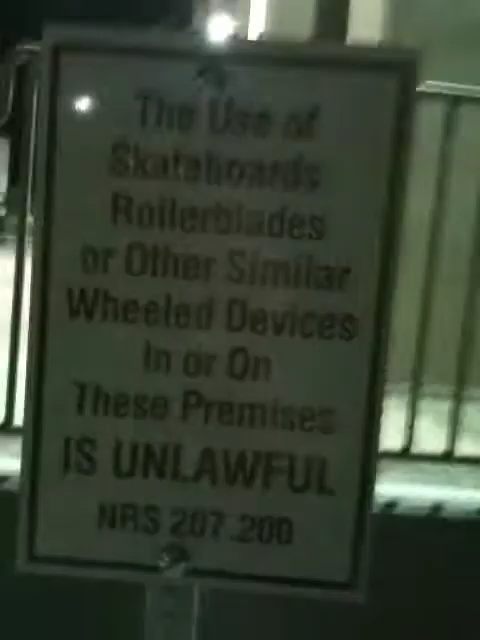 The Use of
Skateboards
Rollerblades
or Other Similar
Wheeled Devices
In or On
These Premises
IS UNLAWFUL
NRS 207.200